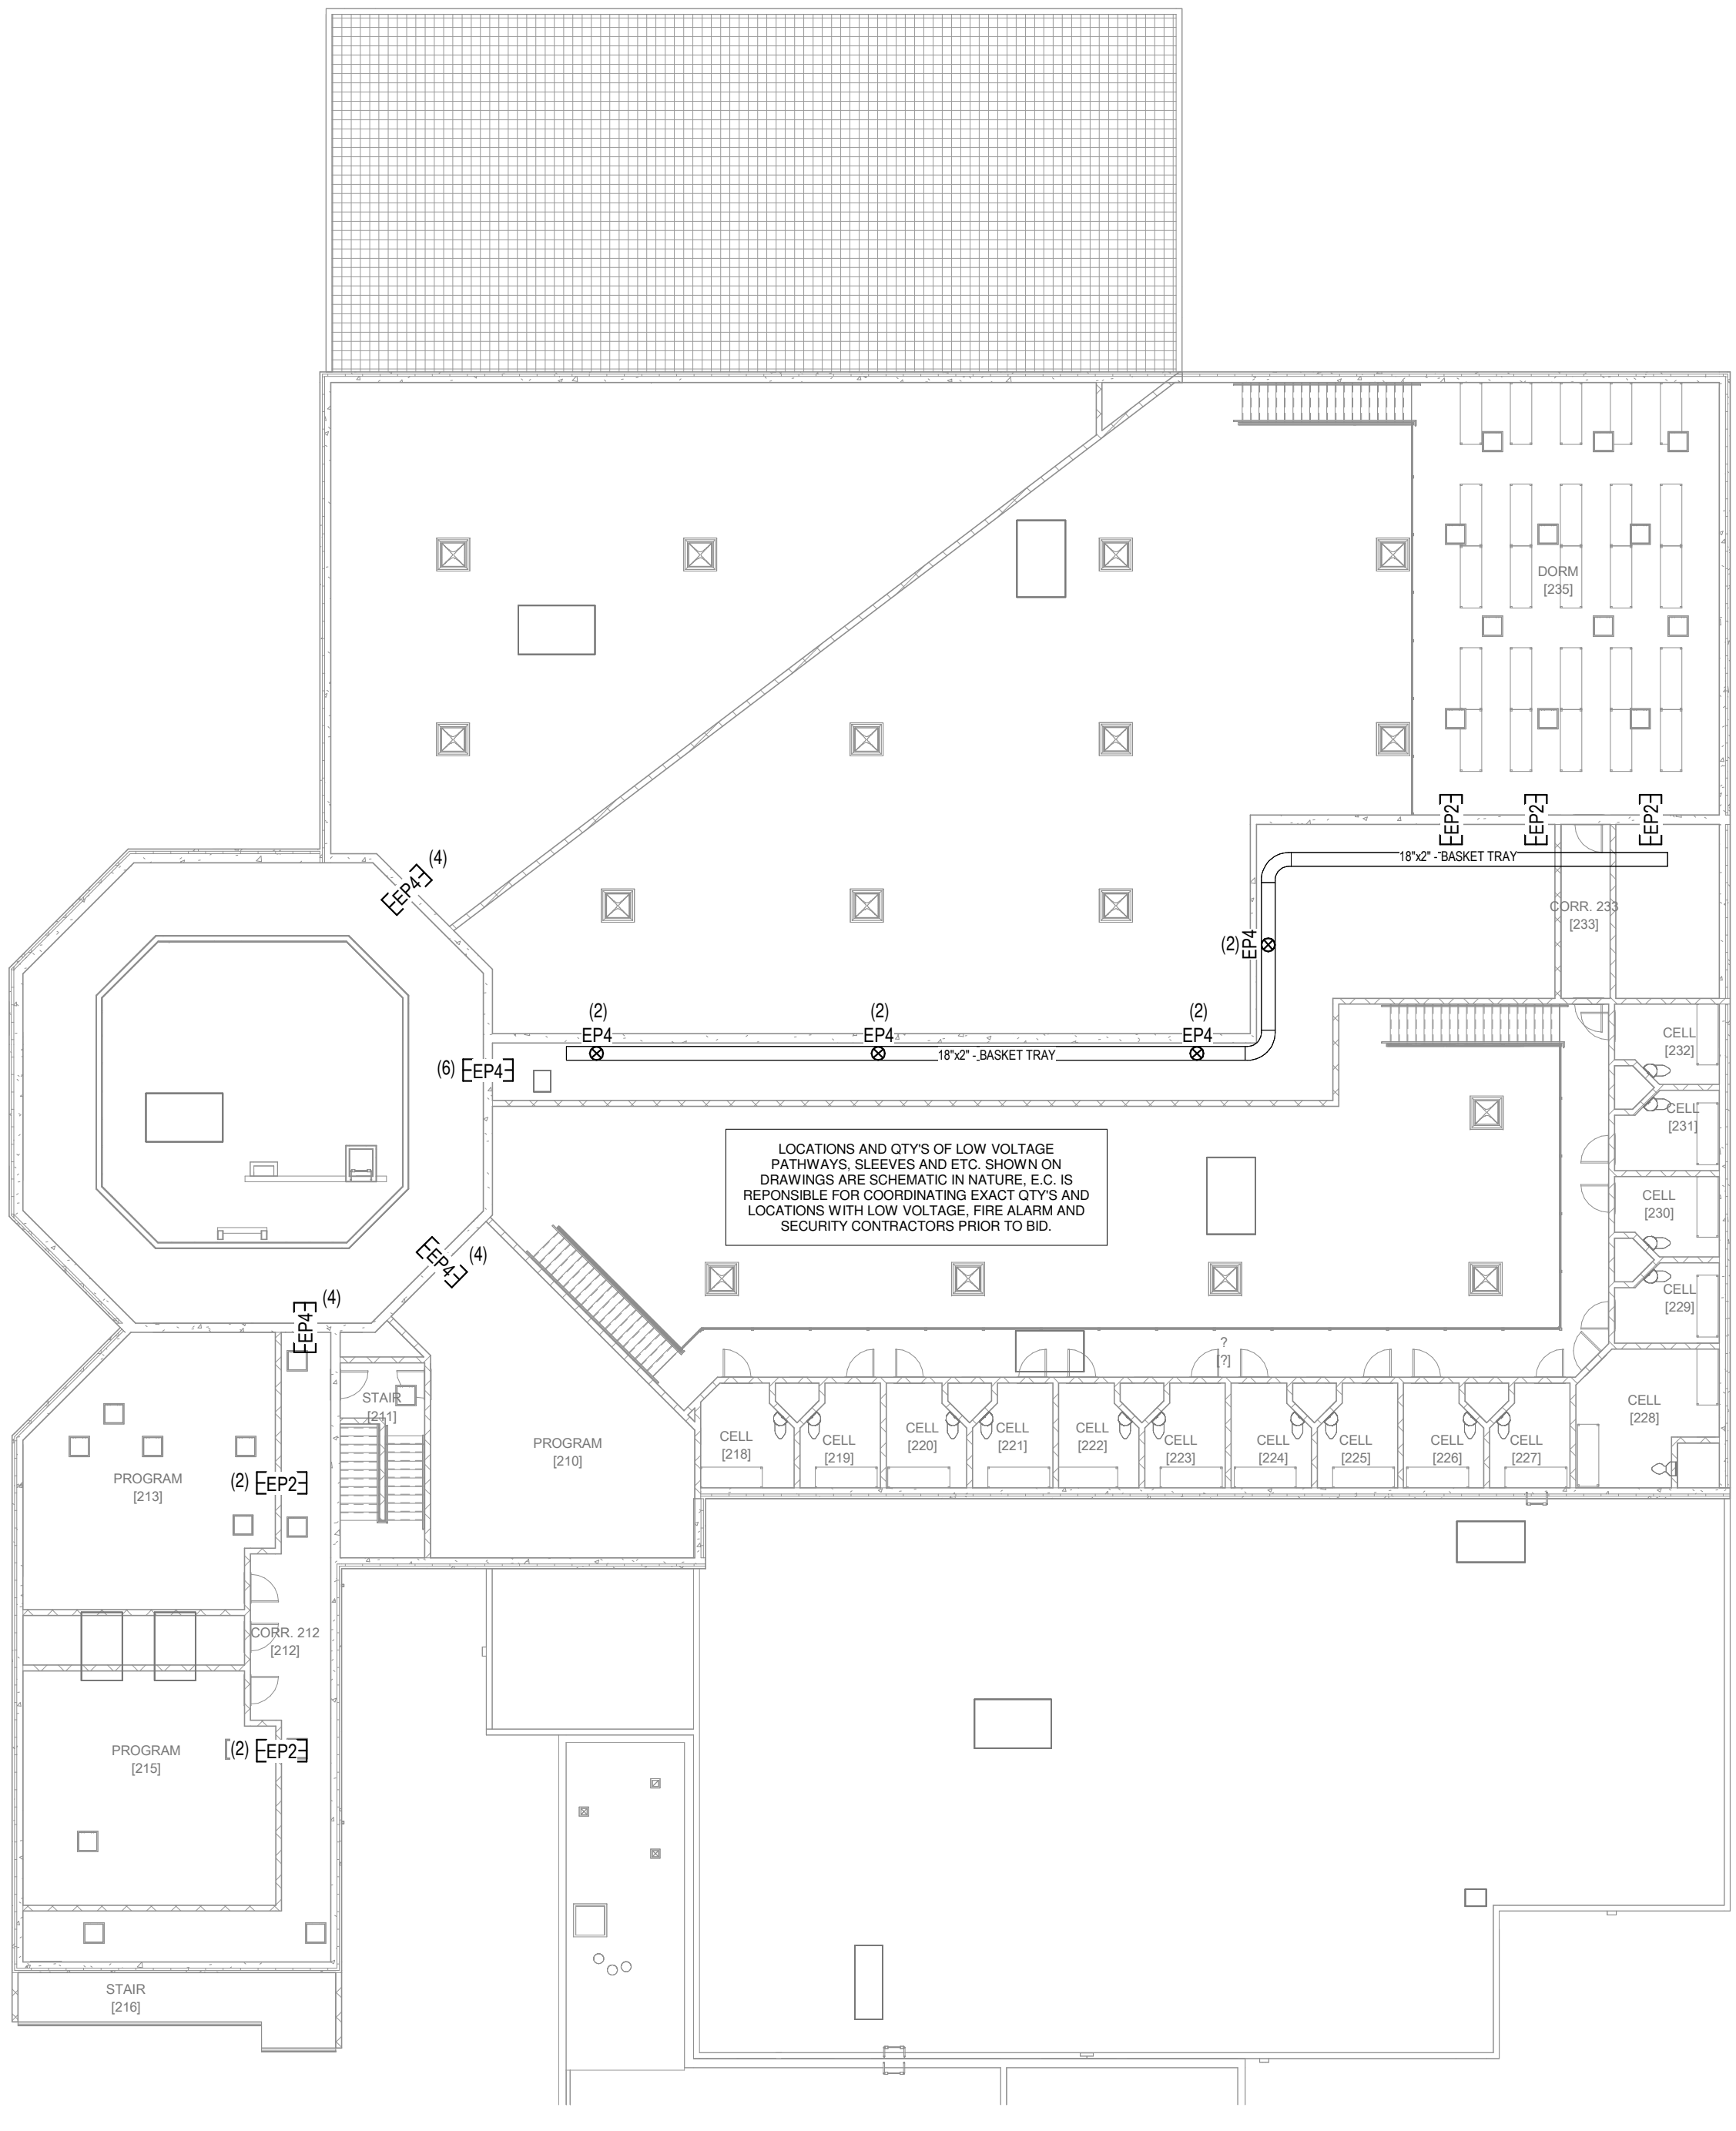 DORM
[235]
EP2
EP2
EP2
18"x2" - BASKET TRAY
(4)
EP4
CORR. 233
[233]
(2)
EP4
(2)
EP4
(2)
EP4
(2)
EP4
18"x2" - BASKET TRAY
(6)
EP4
CELL
[232]
CELL
[231]
LOCATIONS AND QTY'S OF LOW VOLTAGE
PATHWAYS, SLEEVES AND ETC. SHOWN ON
DRAWINGS ARE SCHEMATIC IN NATURE, E.C. IS
REPONSIBLE FOR COORDINATING EXACT QTY'S AND
LOCATIONS WITH LOW VOLTAGE, FIRE ALARM AND
SECURITY CONTRACTORS PRIOR TO BID.
CELL
[230]
(4)
EP4
CELL
[229]
(4)
EP4
?
[?]
STAIR
[211]
CELL
[228]
PROGRAM
[210]
CELL
[218]
CELL
[219]
CELL
[220]
CELL
[221]
CELL
[222]
CELL
[223]
CELL
[224]
CELL
[225]
CELL
[226]
CELL
[227]
PROGRAM
[213]
(2)
EP2
CORR. 212
[212]
PROGRAM
[215]
(2)
EP2
STAIR
[216]